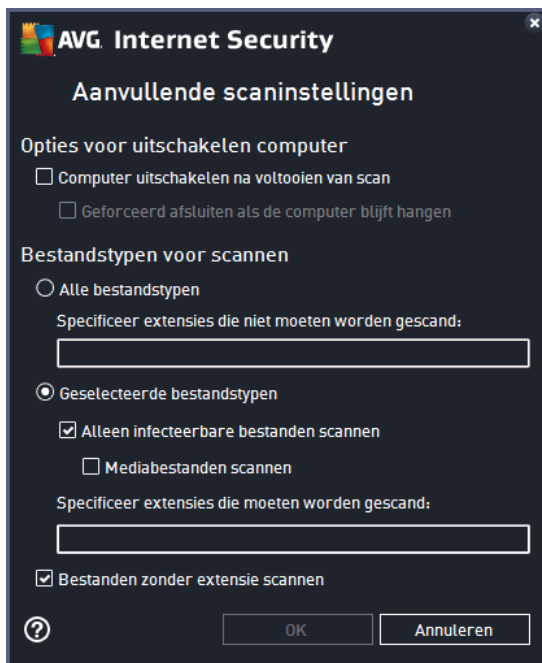 AVG. Internet Security
Aanvullende scaninstellingen
Opties voor uitschakelen computer
Computer uitschakelen na voltooien van scan
Geforceerd afsluiten als de computer blijft hangen
Bestandstypen voor scannen
Alle bestandstypen
Specificeer extensies die niet moeten worden gescand:
Geselecteerde bestandstypen
Alleen infecteerbare bestanden scannen
Mediabestanden scannen
Specificeer extensies die moeten worden gescand:
Bestanden zonder extensie scannen
? OK Annuleren